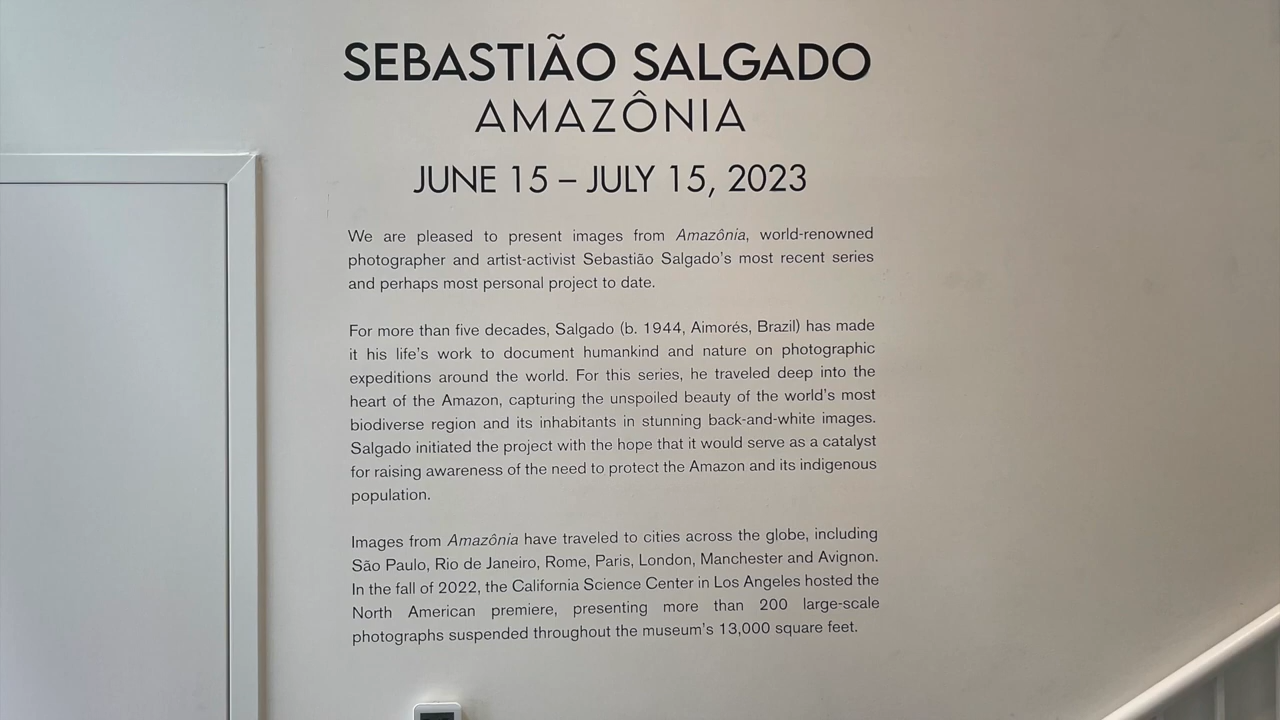 SEBASTIÃO SALGADO
AMAZÔNIA
JUNE 15 – JULY 15, 2023
We are pleased to present images from Amazônia, world-renowned
photographer and artist-activist Sebastião Salgado's most recent series
and perhaps most personal project to date.
For more than five decades, Salgado (b. 1944, Aimorés, Brazil) has made
it his life's work to document humankind and nature on photographic
expeditions around the world. For this series, he traveled deep into the
heart of the Amazon, capturing the unspoiled beauty of the world's most
biodiverse region and its inhabitants in stunning back-and-white images.
Salgado initiated the project with the hope that it would serve as a catalyst
for raising awareness of the need to protect the Amazon and its indigenous
population.
Images from Amazônia have traveled to cities across the globe, including
São Paulo, Rio de Janeiro, Rome, Paris, London, Manchester and Avignon.
In the fall of 2022, the California Science Center in Los Angeles hosted the
North American premiere, presenting more than 200 large-scale
photographs suspended throughout the museum's 13,000 square feet.